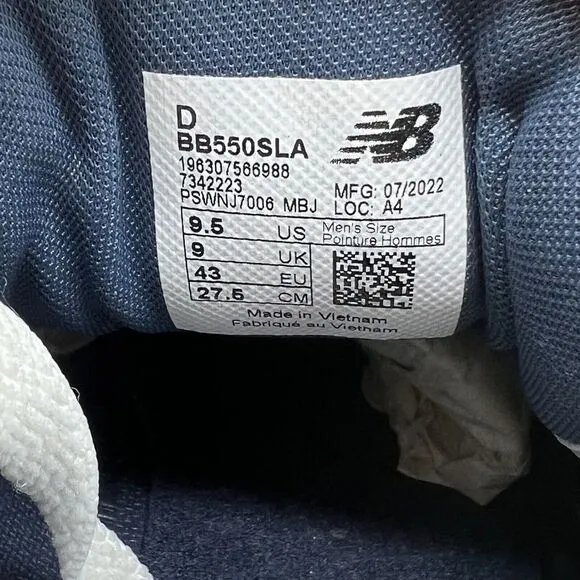 D
BB550SLA
196307566988
7342223
PSWNJ7006 MBJ
MFG: 07/2022
LOC: A4
NB
9.5 US
Men's Size
Pointure Hommes
9 UK
43 EU
27.5 CM
Made in Vietnam
Fabriqué au Vietnam